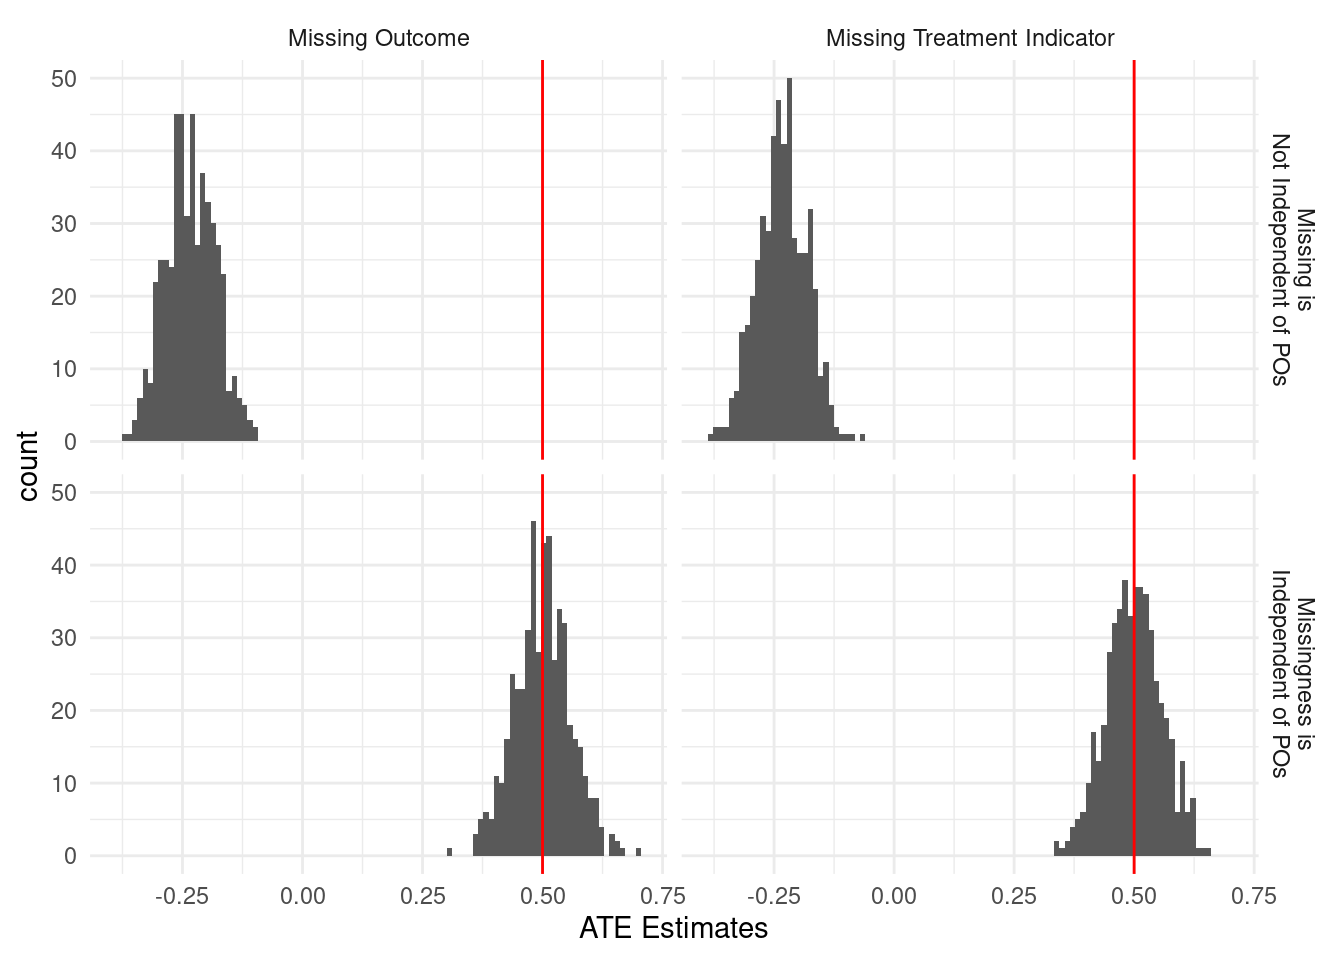 Missing Outcome
Missing Treatment Indicator
50
40
30
20
10
0
Missing is
Not Independent of POs
50
40
30
20
10
0
Missingness is
Independent of POs
count
-0.25
0.00
0.25
0.50
0.75
-0.25
0.00
0.25
0.50
0.75
ATE Estimates